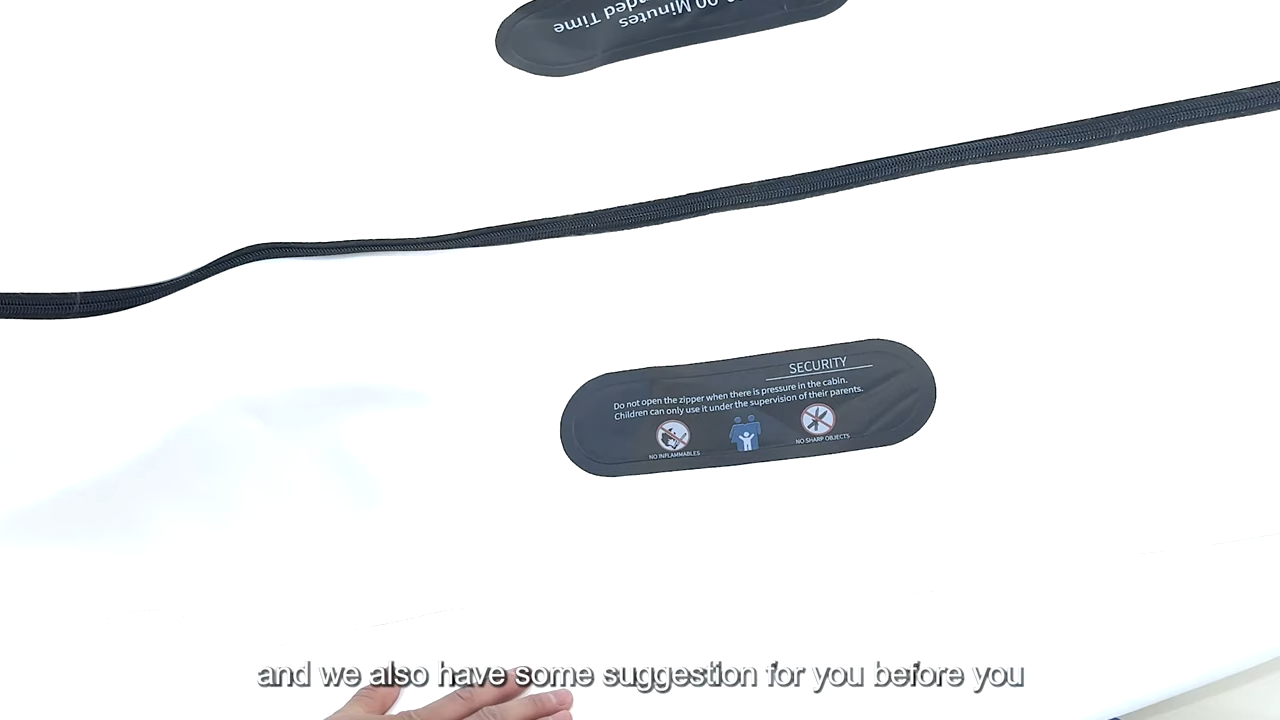 Minutes
Time
SECURITY
Do not open the zipper when there is pressure in the cabin.
Children can only use it under the supervision of their parents.
NO INFLAMMABLES
NO SHARP OBJECTS
and we also have some suggestion for you before you